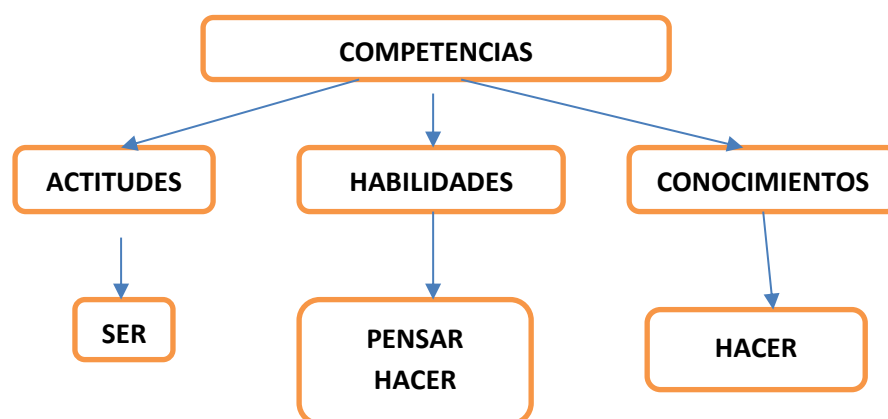 COMPETENCIAS
ACTITUDES
HABILIDADES
CONOCIMIENTOS
SER
PENSAR
HACER
HACER